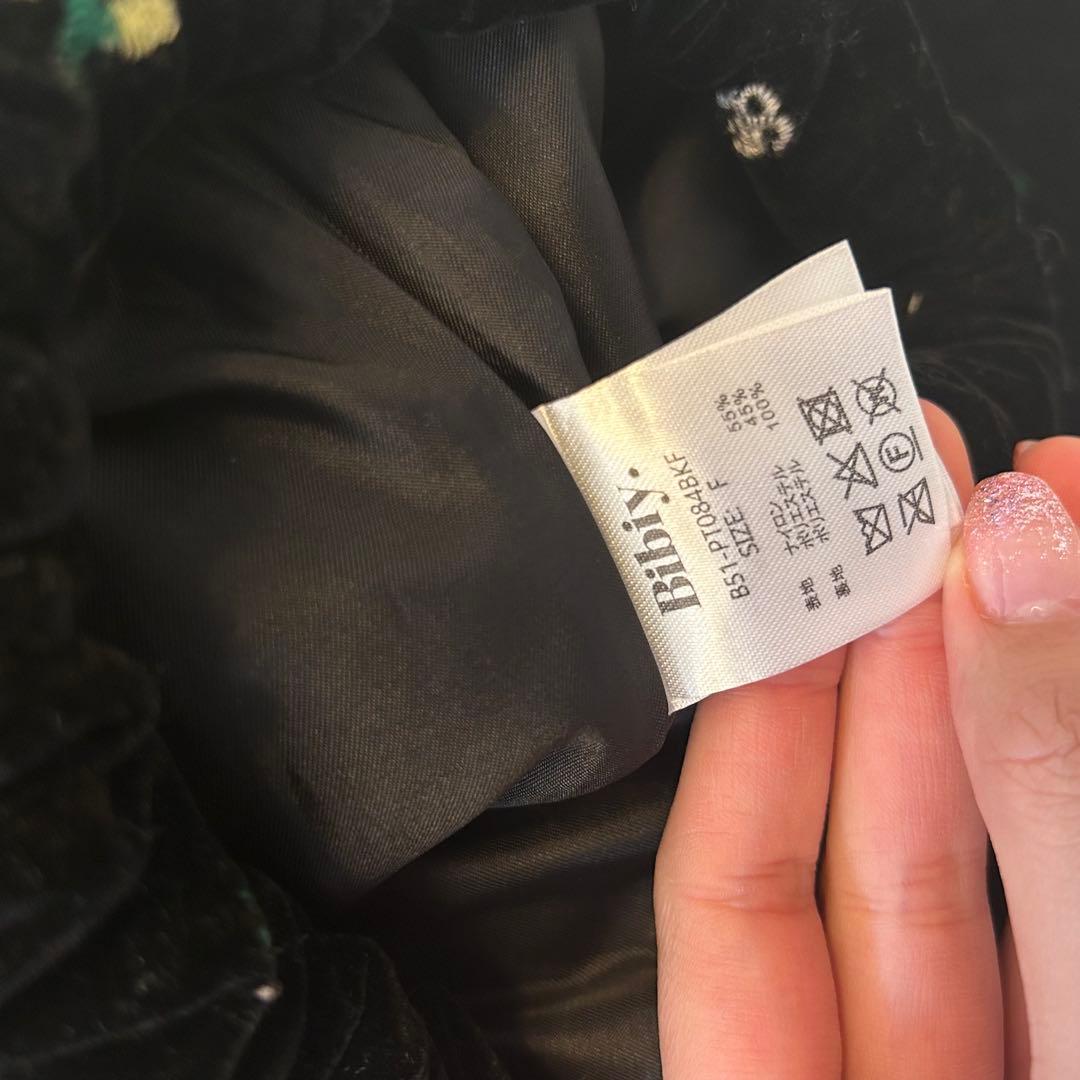 Bibiy.
B51-PT084BKF
SIZE F
表地 ナイロン 55%
ポリエステル 45%
裏地 ポリエステル 100%
F